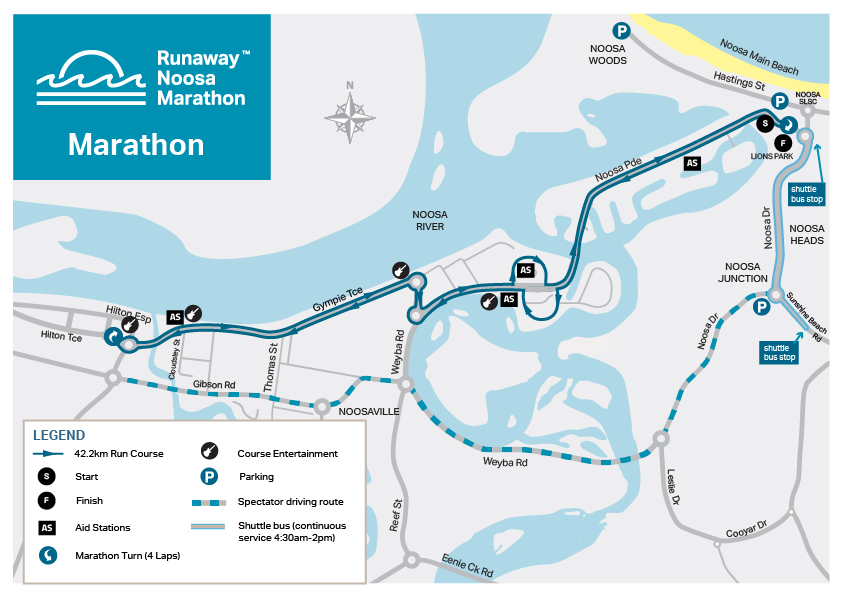 Runaway™
Noosa
Marathon
Marathon
N
P
NOOSA
WOODS
Noosa Main Beach
Hastings St
P
NOOSA
SLSC
S
F
LIONS PARK
AS
Noosa Pde
shuttle
bus stop
Noosa Dr
NOOSA
HEADS
NOOSA
RIVER
NOOSA
JUNCTION
AS
AS
Gympie Tce
P
Sunshine Beach
Rd
shuttle
bus stop
Hilton Esp
AS
Hilton Tce
Cloudsley St
Thomas St
Weyba Rd
Noosa Dr
Gibson Rd
NOOSAVILLE
Weyba Rd
Leslie Dr
Reef St
Cooyar Dr
Eenie Ck Rd
LEGEND
42.2km Run Course
S Start
F Finish
AS Aid Stations
Marathon Turn (4 Laps)
Course Entertainment
P Parking
Spectator driving route
Shuttle bus (continuous
service 4:30am-2pm)